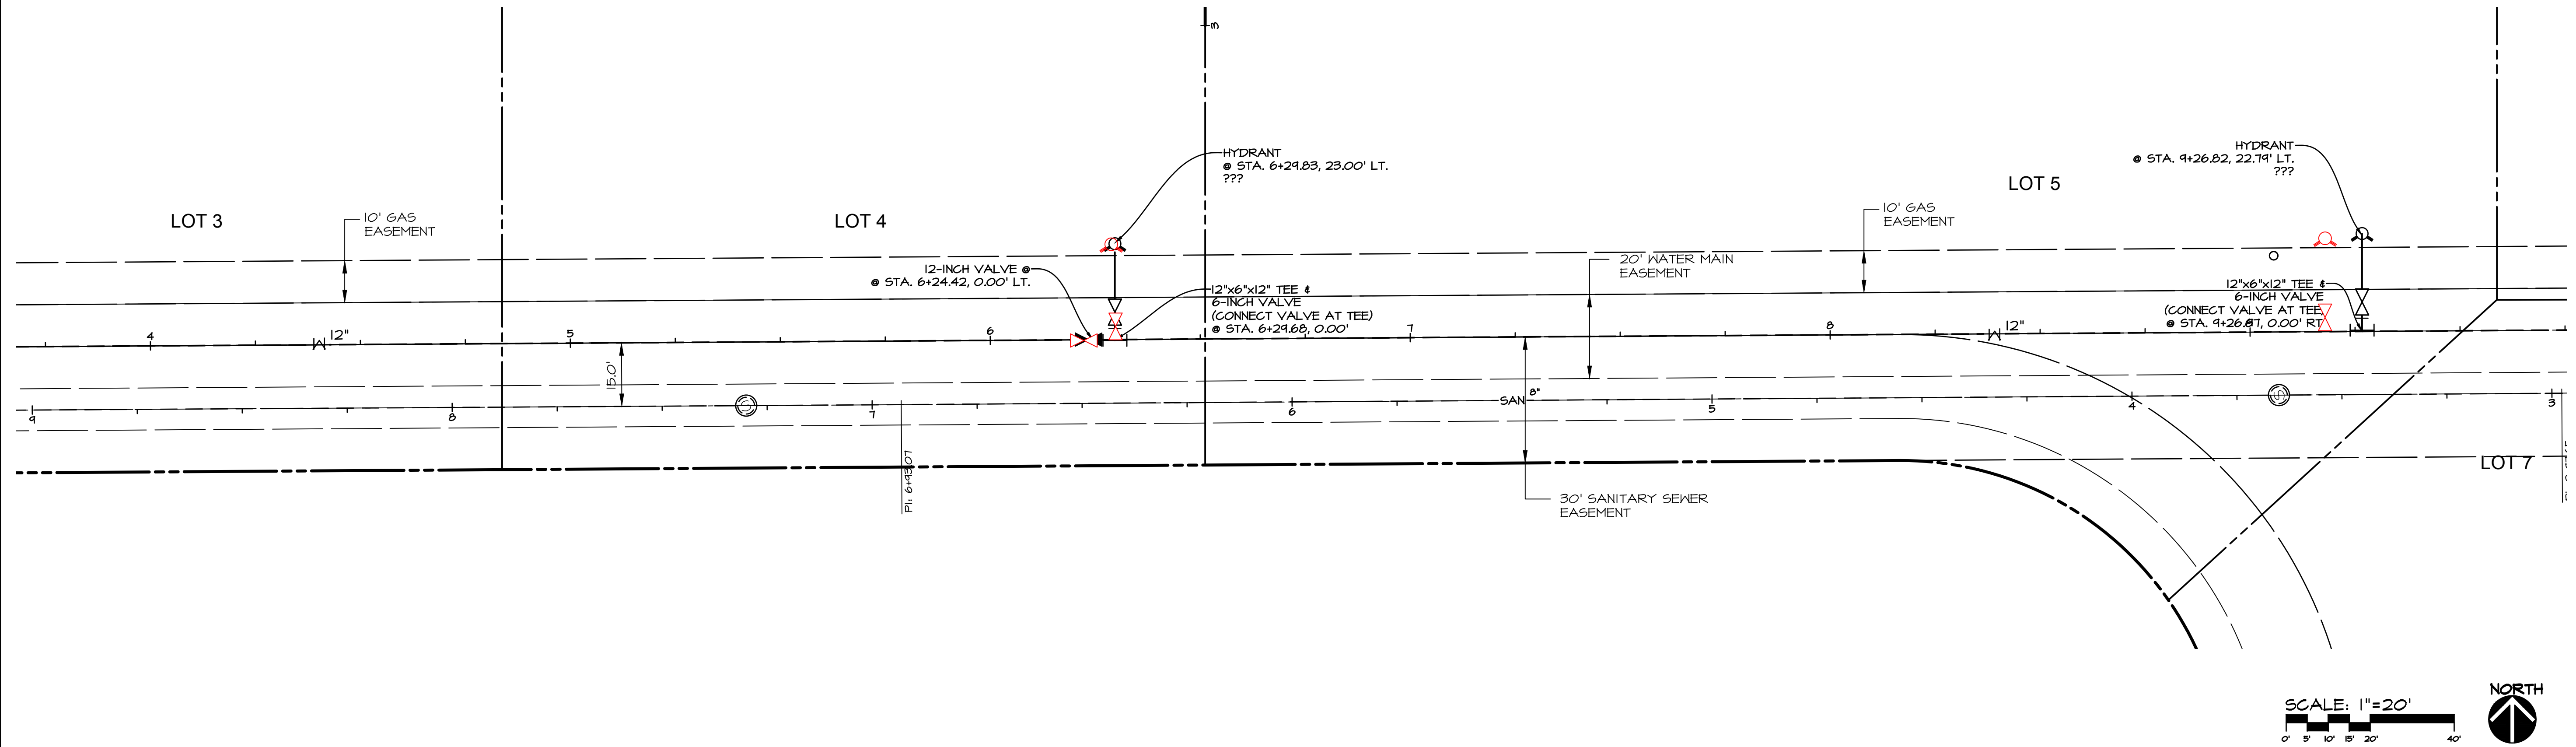 3
HYDRANT
@ STA. 6+29.83, 23.00' LT.
???
HYDRANT
@ STA. 9+26.82, 22.79' LT.
???
LOT 3
10' GAS
EASEMENT
LOT 4
LOT 5
10' GAS
EASEMENT
12-INCH VALVE @
@ STA. 6+24.42, 0.00' LT.
12"x6"x12" TEE &
6-INCH VALVE
(CONNECT VALVE AT TEE)
@ STA. 6+29.68, 0.00'
20' WATER MAIN
EASEMENT
12"x6"x12" TEE &
6-INCH VALVE
(CONNECT VALVE AT TEE
@ STA. 9+26.87, 0.00' RT
4
W
12"
5
6
7
8
W
12"
15.0'
9
8
S
7
6
SAN
8"
5
4
S
3
PI: 6+93.07
30' SANITARY SEWER
EASEMENT
LOT 7
SCALE: 1"=20'
0' 5' 10' 15' 20' 40'
NORTH